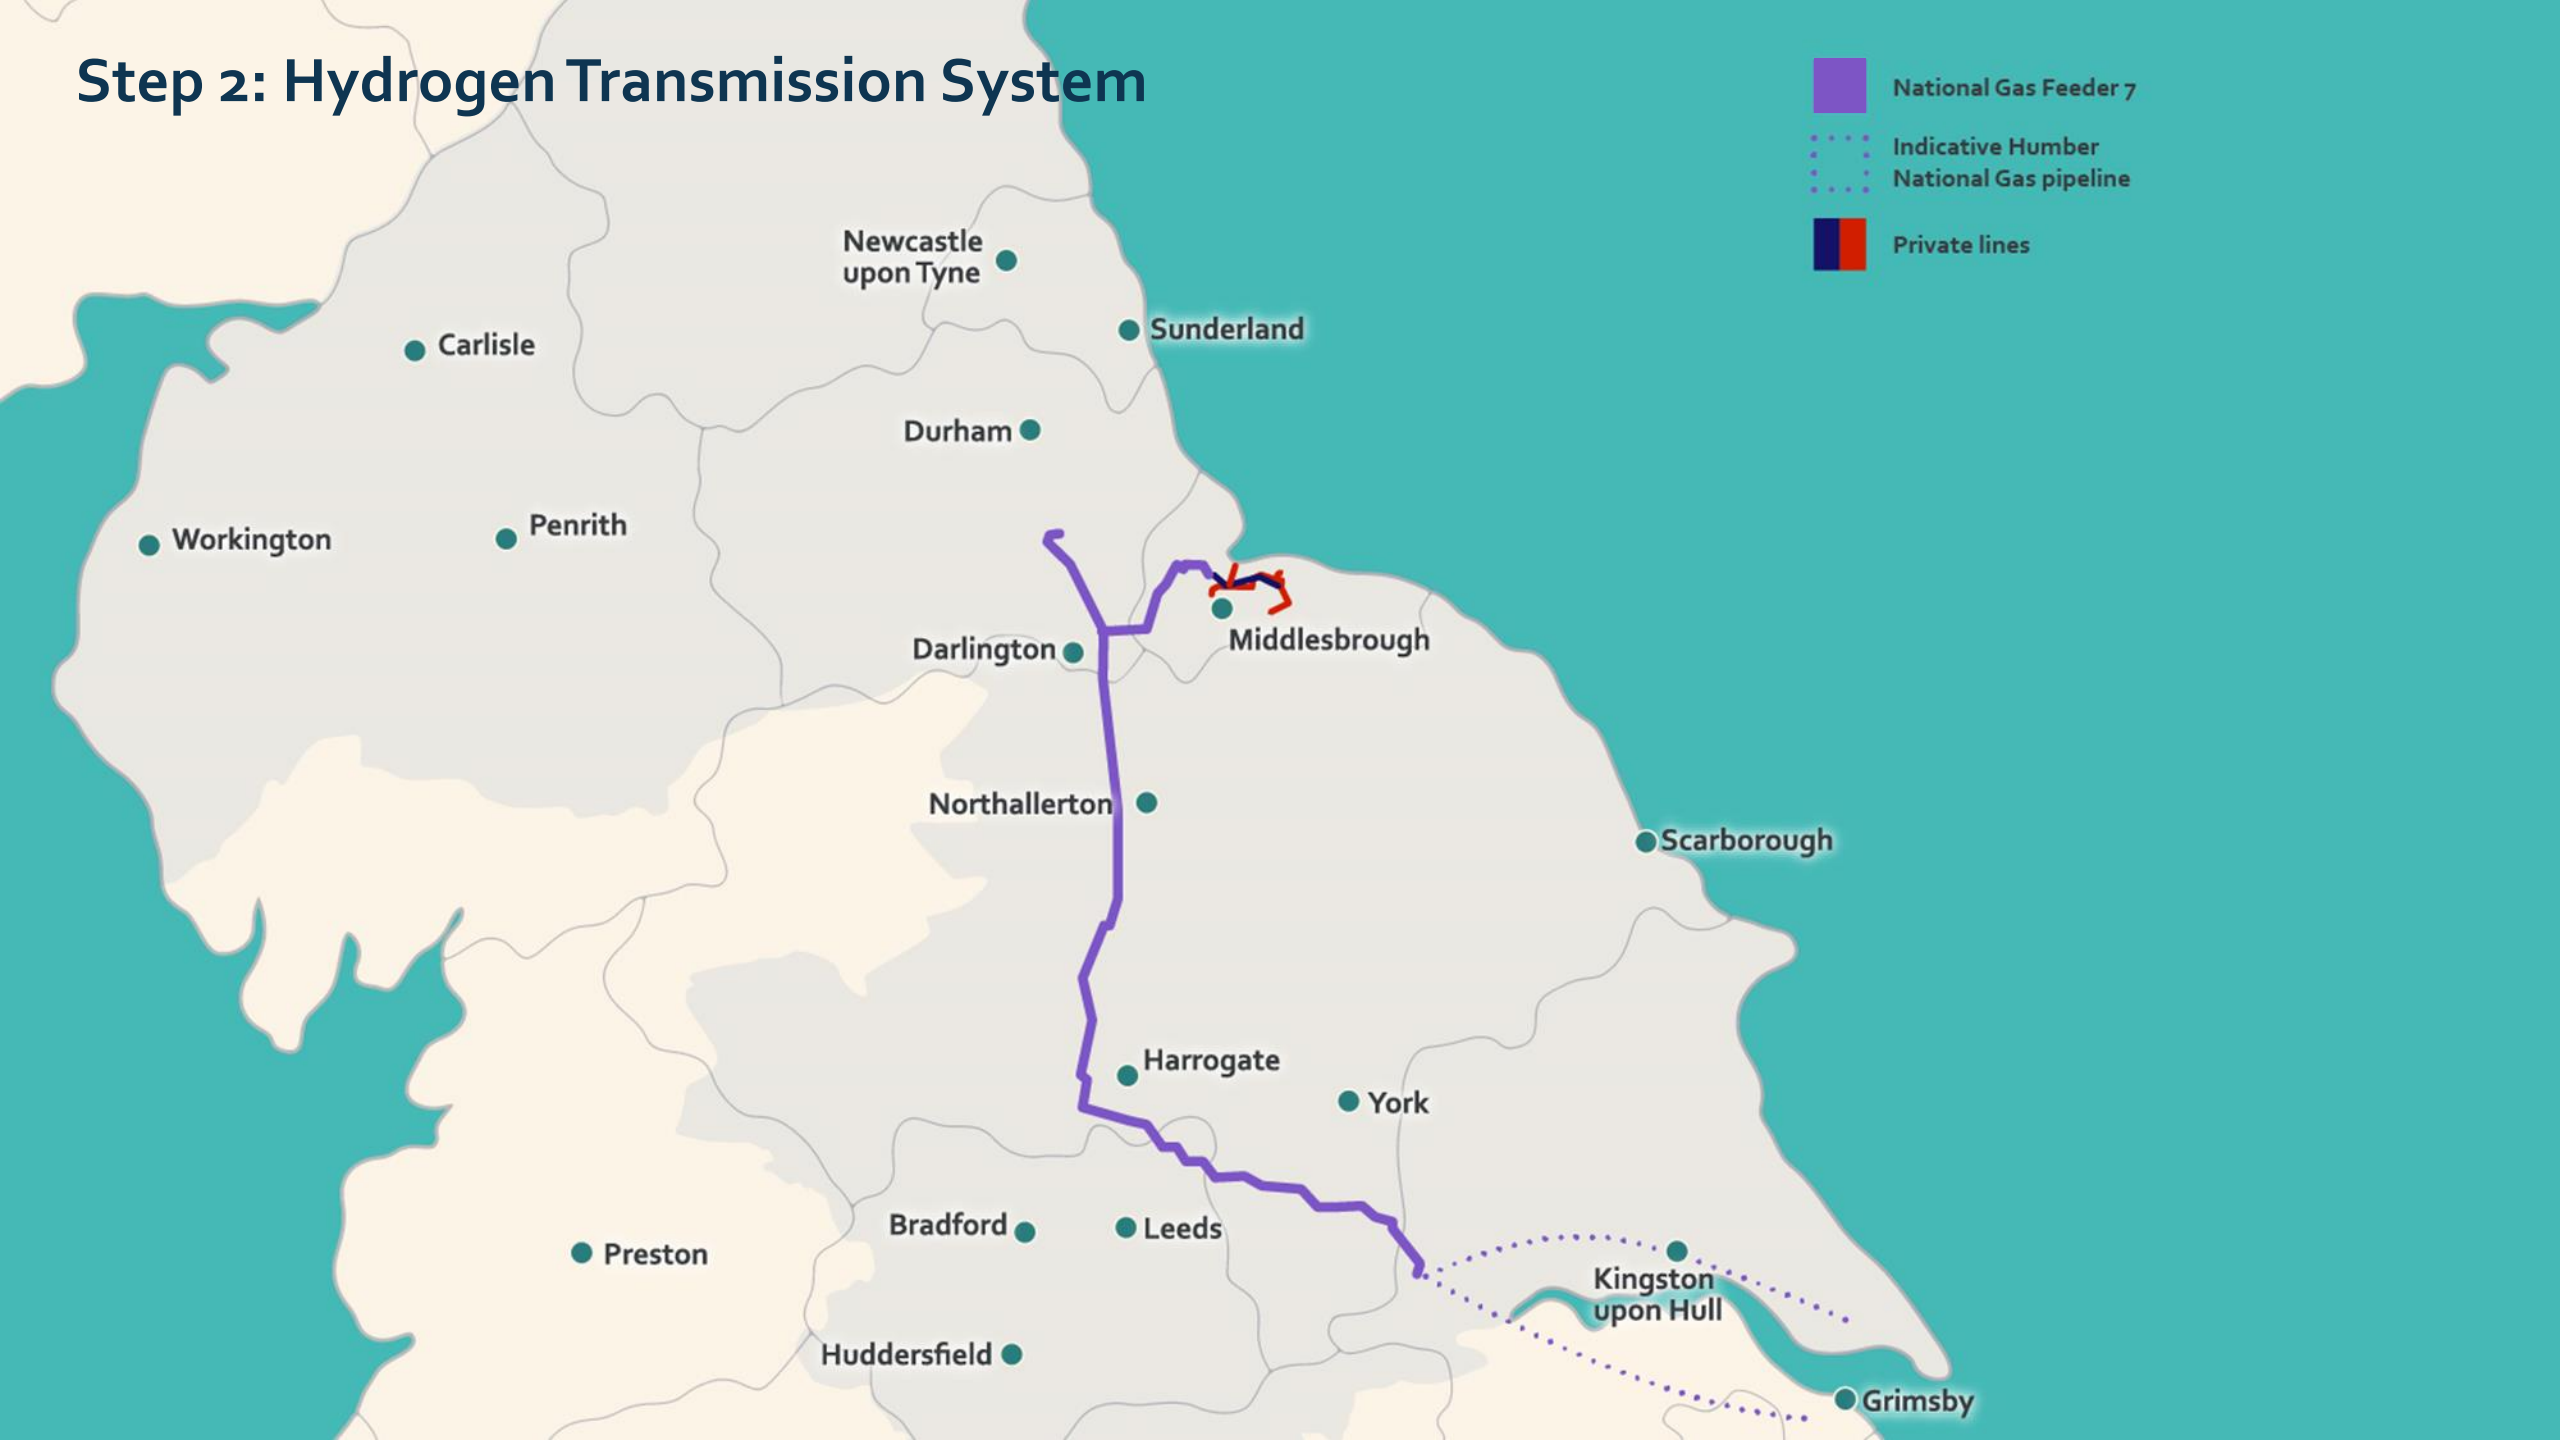 Step 2: Hydrogen Transmission System
National Gas Feeder 7
Indicative Humber
National Gas pipeline
Private lines
Newcastle
upon Tyne
Sunderland
Carlisle
Durham
Penrith
Workington
Middlesbrough
Darlington
Northallerton
Scarborough
Harrogate
York
Bradford
Leeds
Preston
Kingston
upon Hull
Huddersfield
Grimsby